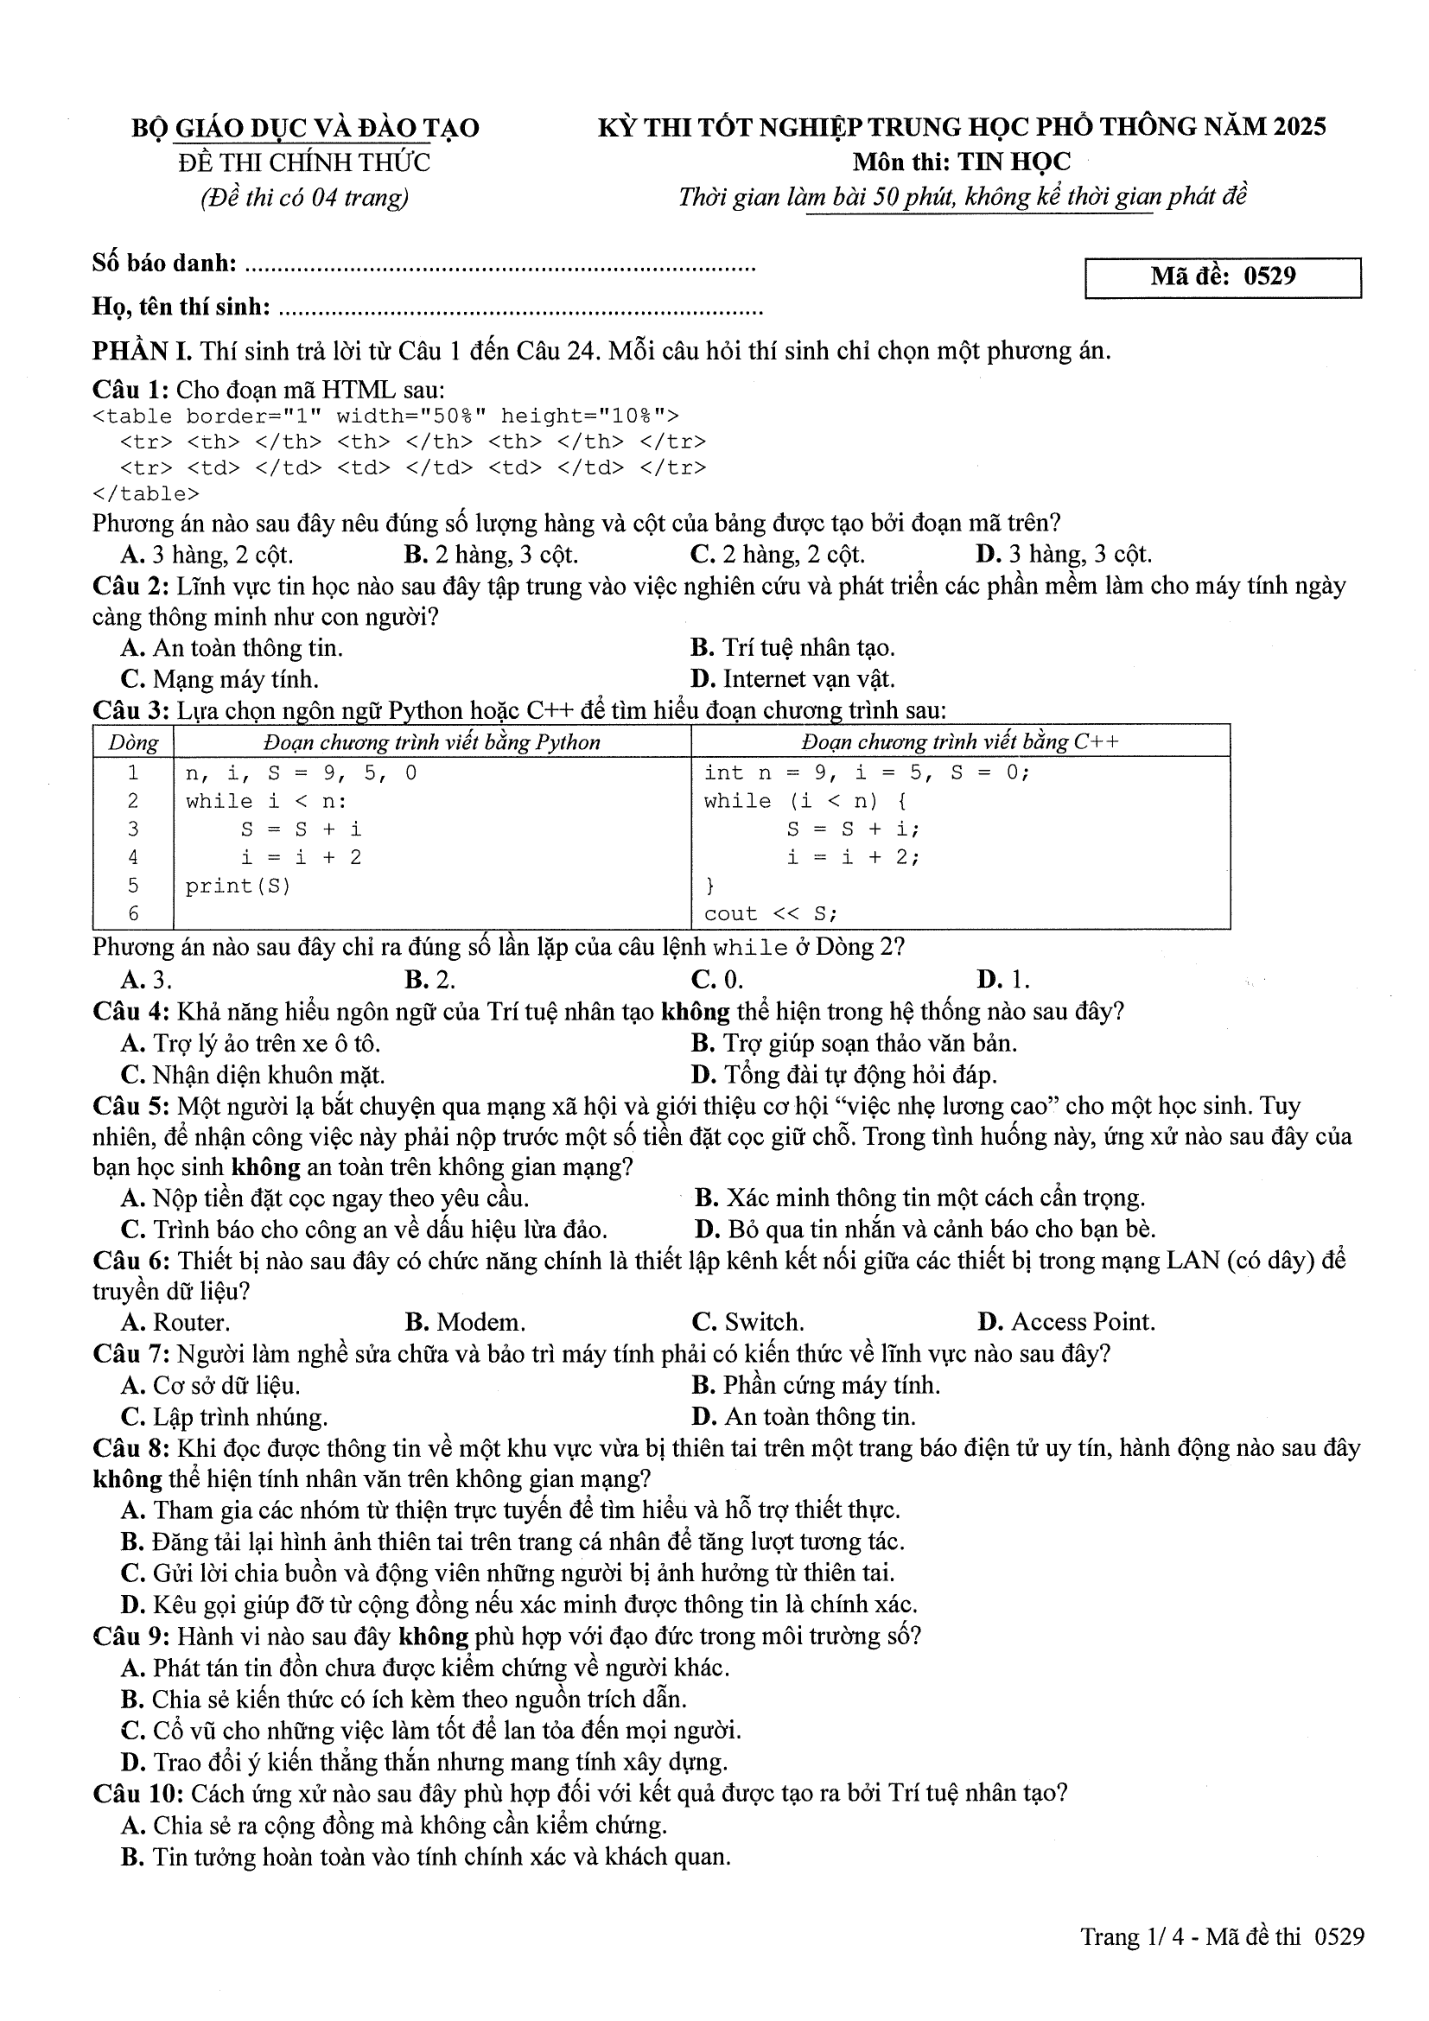 BỘ GIÁO DỤC VÀ ĐÀO TẠO
ĐỀ THI CHÍNH THỨC
(Đề thi có 04 trang)
KỲ THI TỐT NGHIỆP TRUNG HỌC PHỔ THÔNG NĂM 2025
Môn thi: TIN HỌC
Thời gian làm bài 50 phút, không kể thời gian phát đề
Số báo danh: ..............................................................................
Mã đề: 0529
Họ, tên thí sinh: ..........................................................................
PHẦN I. Thí sinh trả lời từ Câu 1 đến Câu 24. Mỗi câu hỏi thí sinh chỉ chọn một phương án.
Câu 1: Cho đoạn mã HTML sau:
<table border="1" width="50%" height="10%">
<tr> <th> </th> <th> </th> <th> </th> </tr>
<tr> <td> </td> <td> </td> <td> </td> </tr>
</table>
Phương án nào sau đây nêu đúng số lượng hàng và cột của bảng được tạo bởi đoạn mã trên?
A. 3 hàng, 2 cột. B. 2 hàng, 3 cột. C. 2 hàng, 2 cột. D. 3 hàng, 3 cột.
Câu 2: Lĩnh vực tin học nào sau đây tập trung vào việc nghiên cứu và phát triển các phần mềm làm cho máy tính ngày
càng thông minh như con người?
A. An toàn thông tin. B. Trí tuệ nhân tạo.
C. Mạng máy tính. D. Internet vạn vật.
Câu 3: Lựa chọn ngôn ngữ Python hoặc C++ để tìm hiểu đoạn chương trình sau:
Dòng Đoạn chương trình viết bằng Python Đoạn chương trình viết bằng C++
1 n, i, S = 9, 5, 0 int n = 9, i = 5, S = 0;
2 while i < n: while (i < n) {
3 S = S + i S = S + i;
4 i = i + 2 i = i + 2;
5 print(S) }
6 cout << S;
Phương án nào sau đây chỉ ra đúng số lần lặp của câu lệnh while ở Dòng 2?
A. 3. B. 2. C. 0. D. 1.
Câu 4: Khả năng hiểu ngôn ngữ của Trí tuệ nhân tạo không thể hiện trong hệ thống nào sau đây?
A. Trợ lý ảo trên xe ô tô. B. Trợ giúp soạn thảo văn bản.
C. Nhận diện khuôn mặt. D. Tổng đài tự động hỏi đáp.
Câu 5: Một người lạ bắt chuyện qua mạng xã hội và giới thiệu cơ hội “việc nhẹ lương cao” cho một học sinh. Tuy
nhiên, để nhận công việc này phải nộp trước một số tiền đặt cọc giữ chỗ. Trong tình huống này, ứng xử nào sau đây của
bạn học sinh không an toàn trên không gian mạng?
A. Nộp tiền đặt cọc ngay theo yêu cầu. B. Xác minh thông tin một cách cẩn trọng.
C. Trình báo cho công an về dấu hiệu lừa đảo. D. Bỏ qua tin nhắn và cảnh báo cho bạn bè.
Câu 6: Thiết bị nào sau đây có chức năng chính là thiết lập kênh kết nối giữa các thiết bị trong mạng LAN (có dây) để
truyền dữ liệu?
A. Router. B. Modem. C. Switch. D. Access Point.
Câu 7: Người làm nghề sửa chữa và bảo trì máy tính phải có kiến thức về lĩnh vực nào sau đây?
A. Cơ sở dữ liệu. B. Phần cứng máy tính.
C. Lập trình nhúng. D. An toàn thông tin.
Câu 8: Khi đọc được thông tin về một khu vực vừa bị thiên tai trên một trang báo điện tử uy tín, hành động nào sau đây
không thể hiện tính nhân văn trên không gian mạng?
A. Tham gia các nhóm từ thiện trực tuyến để tìm hiểu và hỗ trợ thiết thực.
B. Đăng tải lại hình ảnh thiên tai trên trang cá nhân để tăng lượt tương tác.
C. Gửi lời chia buồn và động viên những người bị ảnh hưởng từ thiên tai.
D. Kêu gọi giúp đỡ từ cộng đồng nếu xác minh được thông tin là chính xác.
Câu 9: Hành vi nào sau đây không phù hợp với đạo đức trong môi trường số?
A. Phát tán tin đồn chưa được kiểm chứng về người khác.
B. Chia sẻ kiến thức có ích kèm theo nguồn trích dẫn.
C. Cổ vũ cho những việc làm tốt để lan tỏa đến mọi người.
D. Trao đổi ý kiến thẳng thắn nhưng mang tính xây dựng.
Câu 10: Cách ứng xử nào sau đây phù hợp đối với kết quả được tạo ra bởi Trí tuệ nhân tạo?
A. Chia sẻ ra cộng đồng mà không cần kiểm chứng.
B. Tin tưởng hoàn toàn vào tính chính xác và khách quan.
Trang 1/ 4 - Mã đề thi 0529